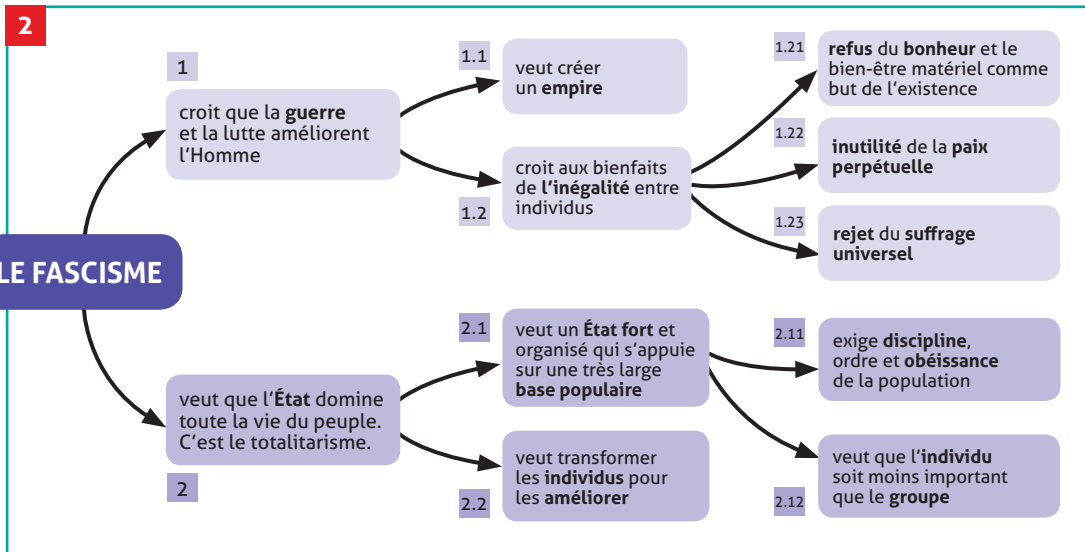 2
LE FASCISME
1
croit que la guerre
et la lutte améliorent
l'Homme
1.1
veut créer
un empire
1.2
croit aux bienfaits
de l'inégalité entre
individus
1.21
refus du bonheur et le
bien-être matériel comme
but de l'existence
1.22
inutilité de la paix
perpétuelle
1.23
rejet du suffrage
universel
2
veut que l'État domine
toute la vie du peuple.
C'est le totalitarisme.
2.1
veut un État fort et
organisé qui s'appuie
sur une très large
base populaire
2.11
exige discipline,
ordre et obéissance
de la population
2.12
veut que l'individu
soit moins important
que le groupe
2.2
veut transformer
les individus pour
les améliorer